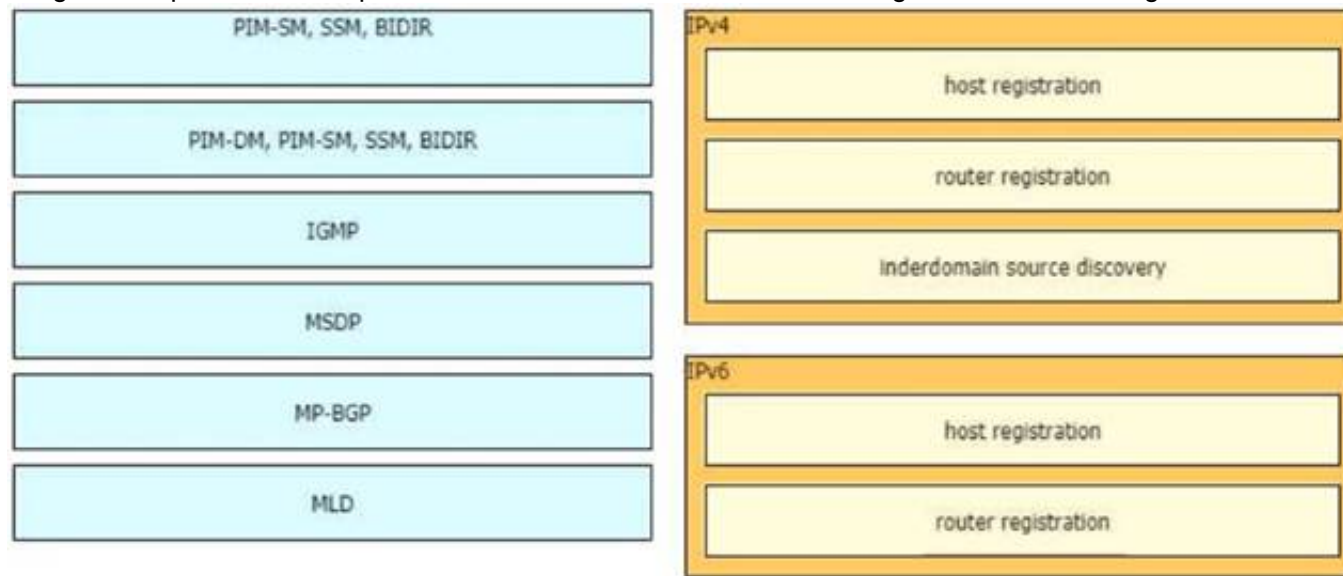 PIM-SM, SSM, BIDIR
PIM-DM, PIM-SM, SSM, BIDIR
IGMP
MSDP
MP-BGP
MLD
IPv4
host registration
router registration
inderdomain source discovery
IPv6
host registration
router registration